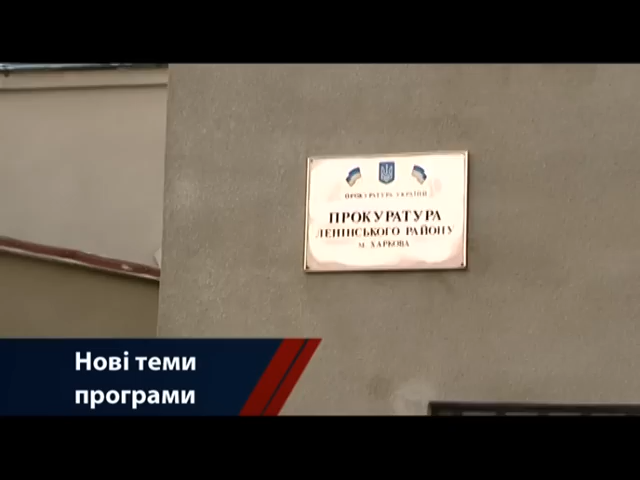 ПРОКУРАТУРА УКРАЇНИ
ПРОКУРАТУРА
ЛЕНІНСЬКОГО РАЙОНУ
м. ХАРКОВА
Нові теми
програми